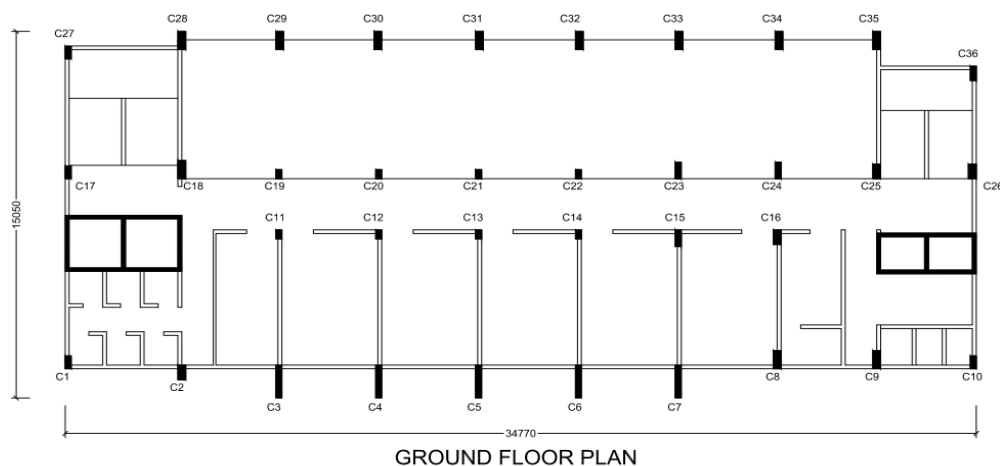 C28 C29 C30 C31 C32 C33 C34 C35
C27
C36
C17 C18 C19 C20 C21 C22 C23 C24 C25 C26
C11 C12 C13 C14 C15 C16
15050
C1 C2 C8 C9 C10
C3 C4 C5 C6 C7
34770
GROUND FLOOR PLAN